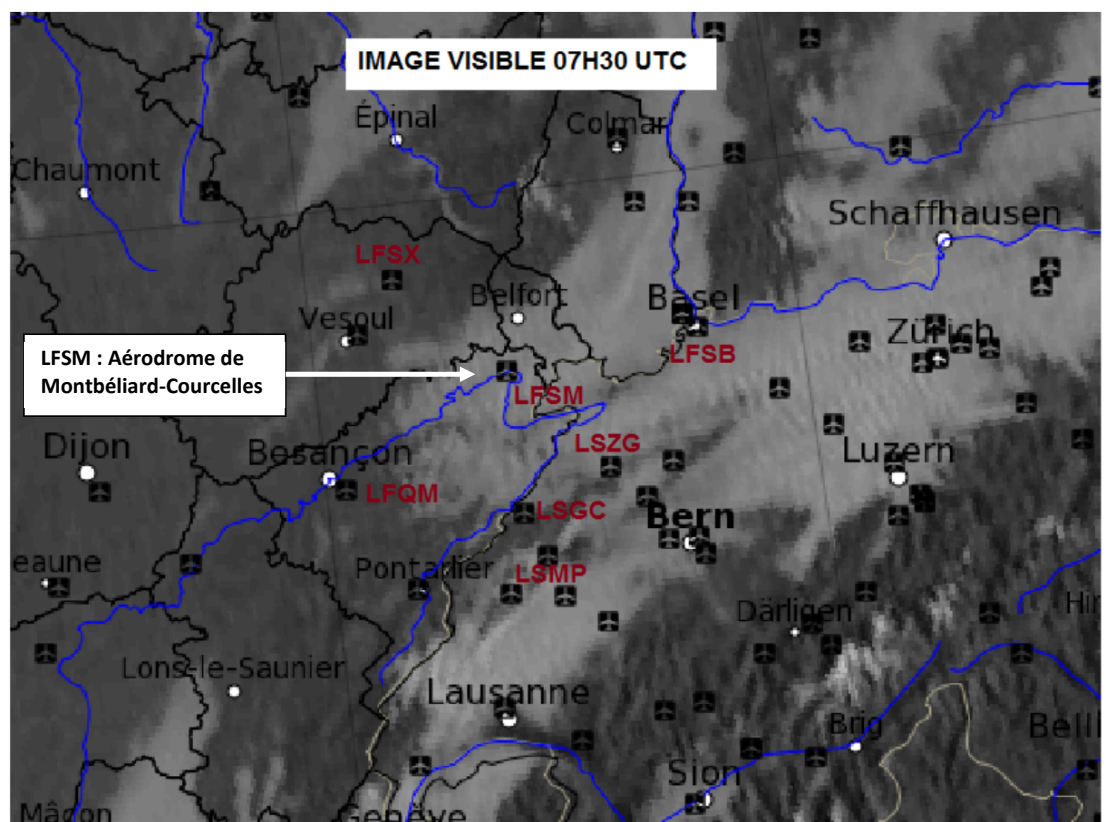 IMAGE VISIBLE 07H30 UTC
Épinal
Colmar
Chaumont
Schaffhausen
LFSX
Belfort
Basel
Vesoul
Zürich
LFSB
LFSM : Aérodrome de
Montbéliard-Courcelles
LFSM
Dijon
Besançon
LSZG
Luzern
LFQM
LSGC
Bern
eaune
Pontarlier
LSMP
Därligen
Hin
Lons-le-Saunier
Lausanne
Brig
Belli
Sion
Mâcon
Genève